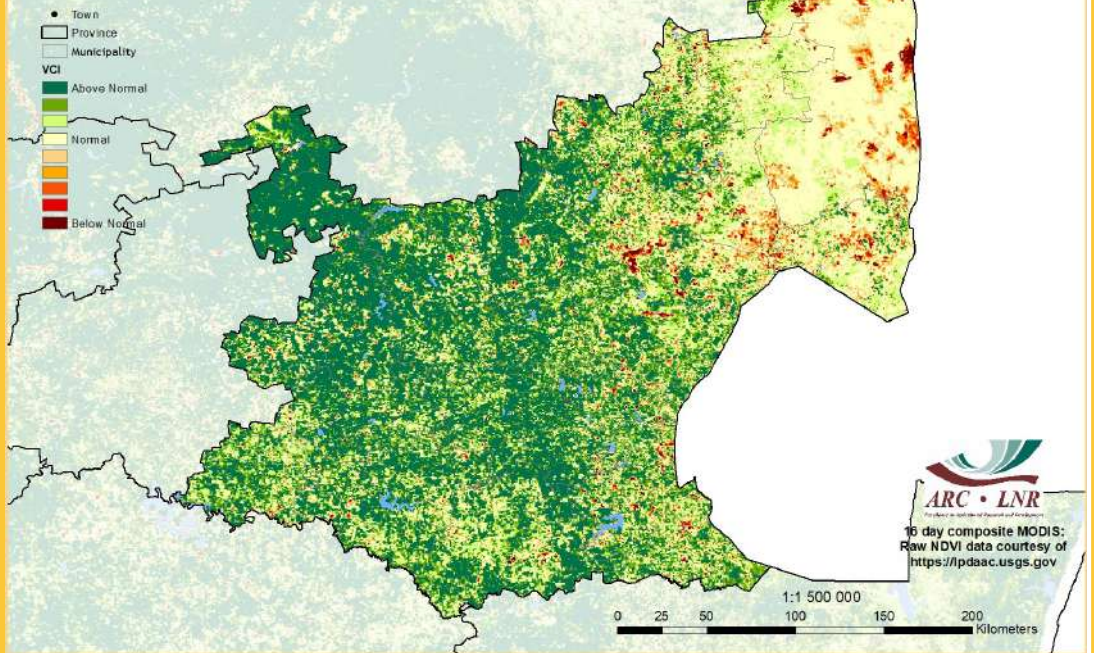 Town
Province
Municipality
VCI
Above Normal
Normal
Below Normal
ARC • LNR
16 day composite MODIS:
Raw NDVI data courtesy of
https://lpdaac.usgs.gov
1:1 500 000
0 25 50 100 150 200
Kilometers